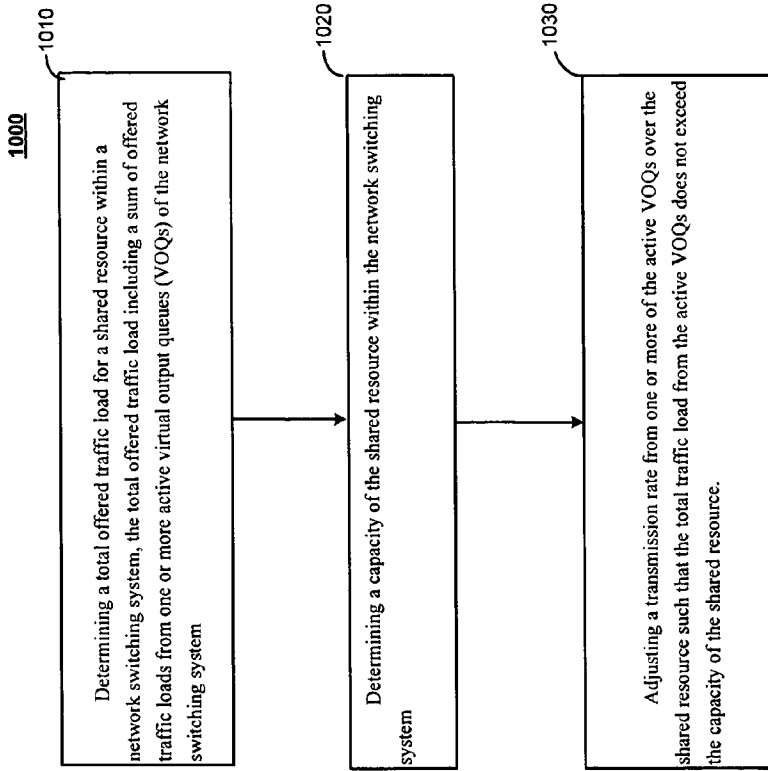 1000
1010
Determining a total offered traffic load for a shared resource within a
network switching system, the total offered traffic load including a sum of offered
traffic loads from one or more active virtual output queues (VOQs) of the network
switching system
1020
Determining a capacity of the shared resource within the network switching
system
1030
Adjusting a transmission rate from one or more of the active VOQs over the
shared resource such that the total traffic load from the active VOQs does not exceed
the capacity of the shared resource.